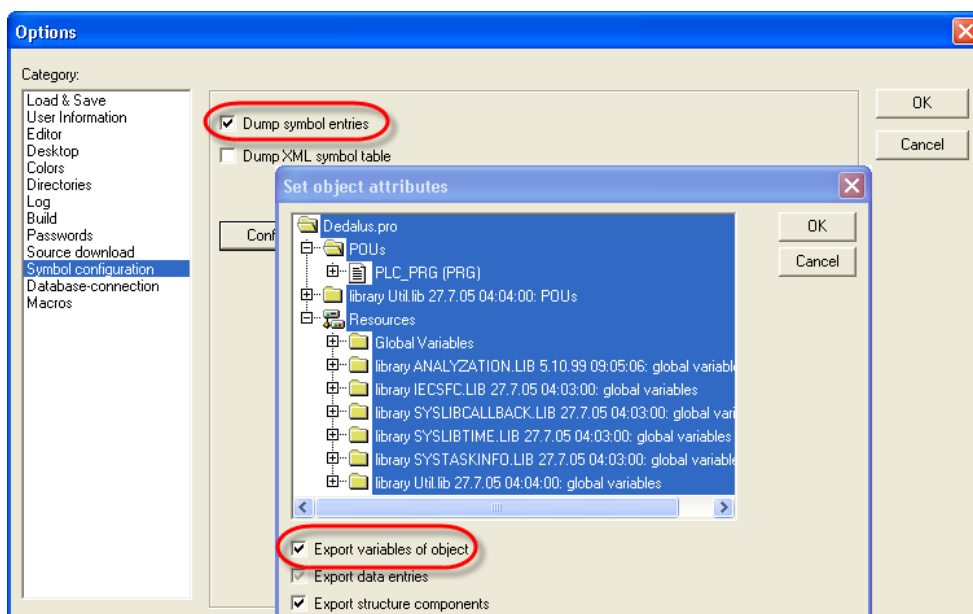 Options
Category:
Load & Save
User Information
Editor
Desktop
Colors
Directories
Log
Build
Passwords
Source download
Symbol configuration
Database-connection
Macros
Dump symbol entries
Dump XML symbol table
Conf
OK
Cancel
Set object attributes
Dedalus.pro
POUs
PLC_PRG (PRG)
library Util.lib 27.7.05 04:04:00: POUs
Resources
Global Variables
library ANALYZATION.LIB 5.10.99 09:05:06: global variabl
library IECSFC.LIB 27.7.05 04:03:00: global variables
library SYSLIBCALLBACK.LIB 27.7.05 04:03:00: global vari
library SYSLIBTIME.LIB 27.7.05 04:03:00: global variables
library SYSTASKINFO.LIB 27.7.05 04:03:00: global variable
library Util.lib 27.7.05 04:04:00: global variables
OK
Cancel
Export variables of object
Export data entries
Export structure components